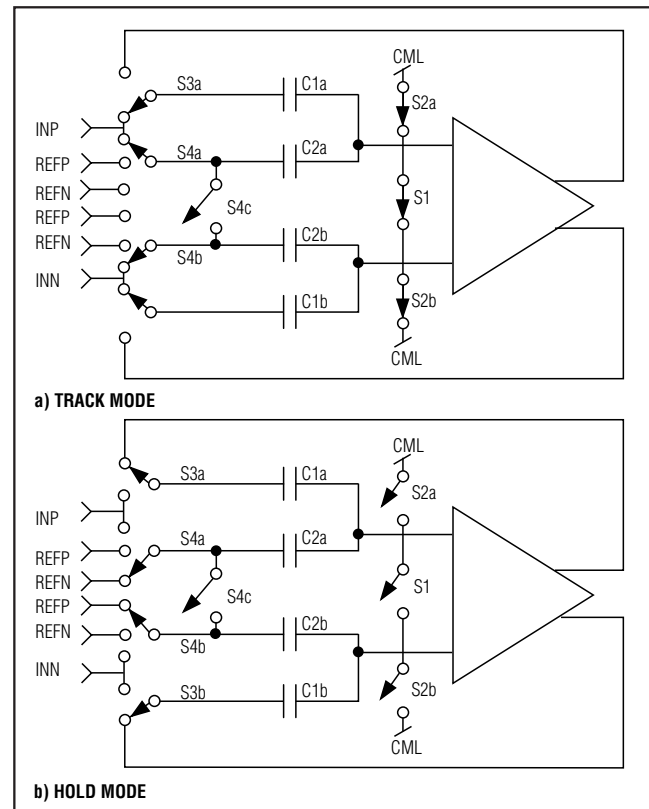 CML
S3a
C1a
S2a
INP
REFP
S4a
C2a
REFN
S1
REFP
S4c
REFN
C2b
S4b
INN
C1b
S2b
CML
a) TRACK MODE
CML
S3a
C1a
S2a
INP
REFP
S4a
C2a
REFN
S1
REFP
S4c
REFN
C2b
S4b
INN
S3b
C1b
S2b
CML
b) HOLD MODE